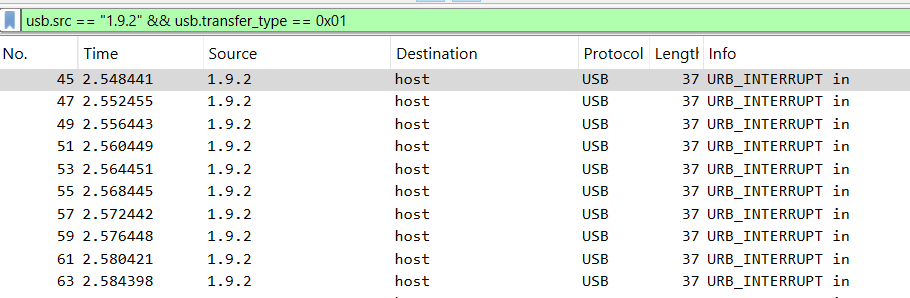 usb.src == "1.9.2" && usb.transfer_type == 0x01
No. Time Source Destination Protocol Length Info
45 2.548441 1.9.2 host USB 37 URB_INTERRUPT in
47 2.552455 1.9.2 host USB 37 URB_INTERRUPT in
49 2.556443 1.9.2 host USB 37 URB_INTERRUPT in
51 2.560449 1.9.2 host USB 37 URB_INTERRUPT in
53 2.564451 1.9.2 host USB 37 URB_INTERRUPT in
55 2.568445 1.9.2 host USB 37 URB_INTERRUPT in
57 2.572442 1.9.2 host USB 37 URB_INTERRUPT in
59 2.576448 1.9.2 host USB 37 URB_INTERRUPT in
61 2.580421 1.9.2 host USB 37 URB_INTERRUPT in
63 2.584398 1.9.2 host USB 37 URB_INTERRUPT in